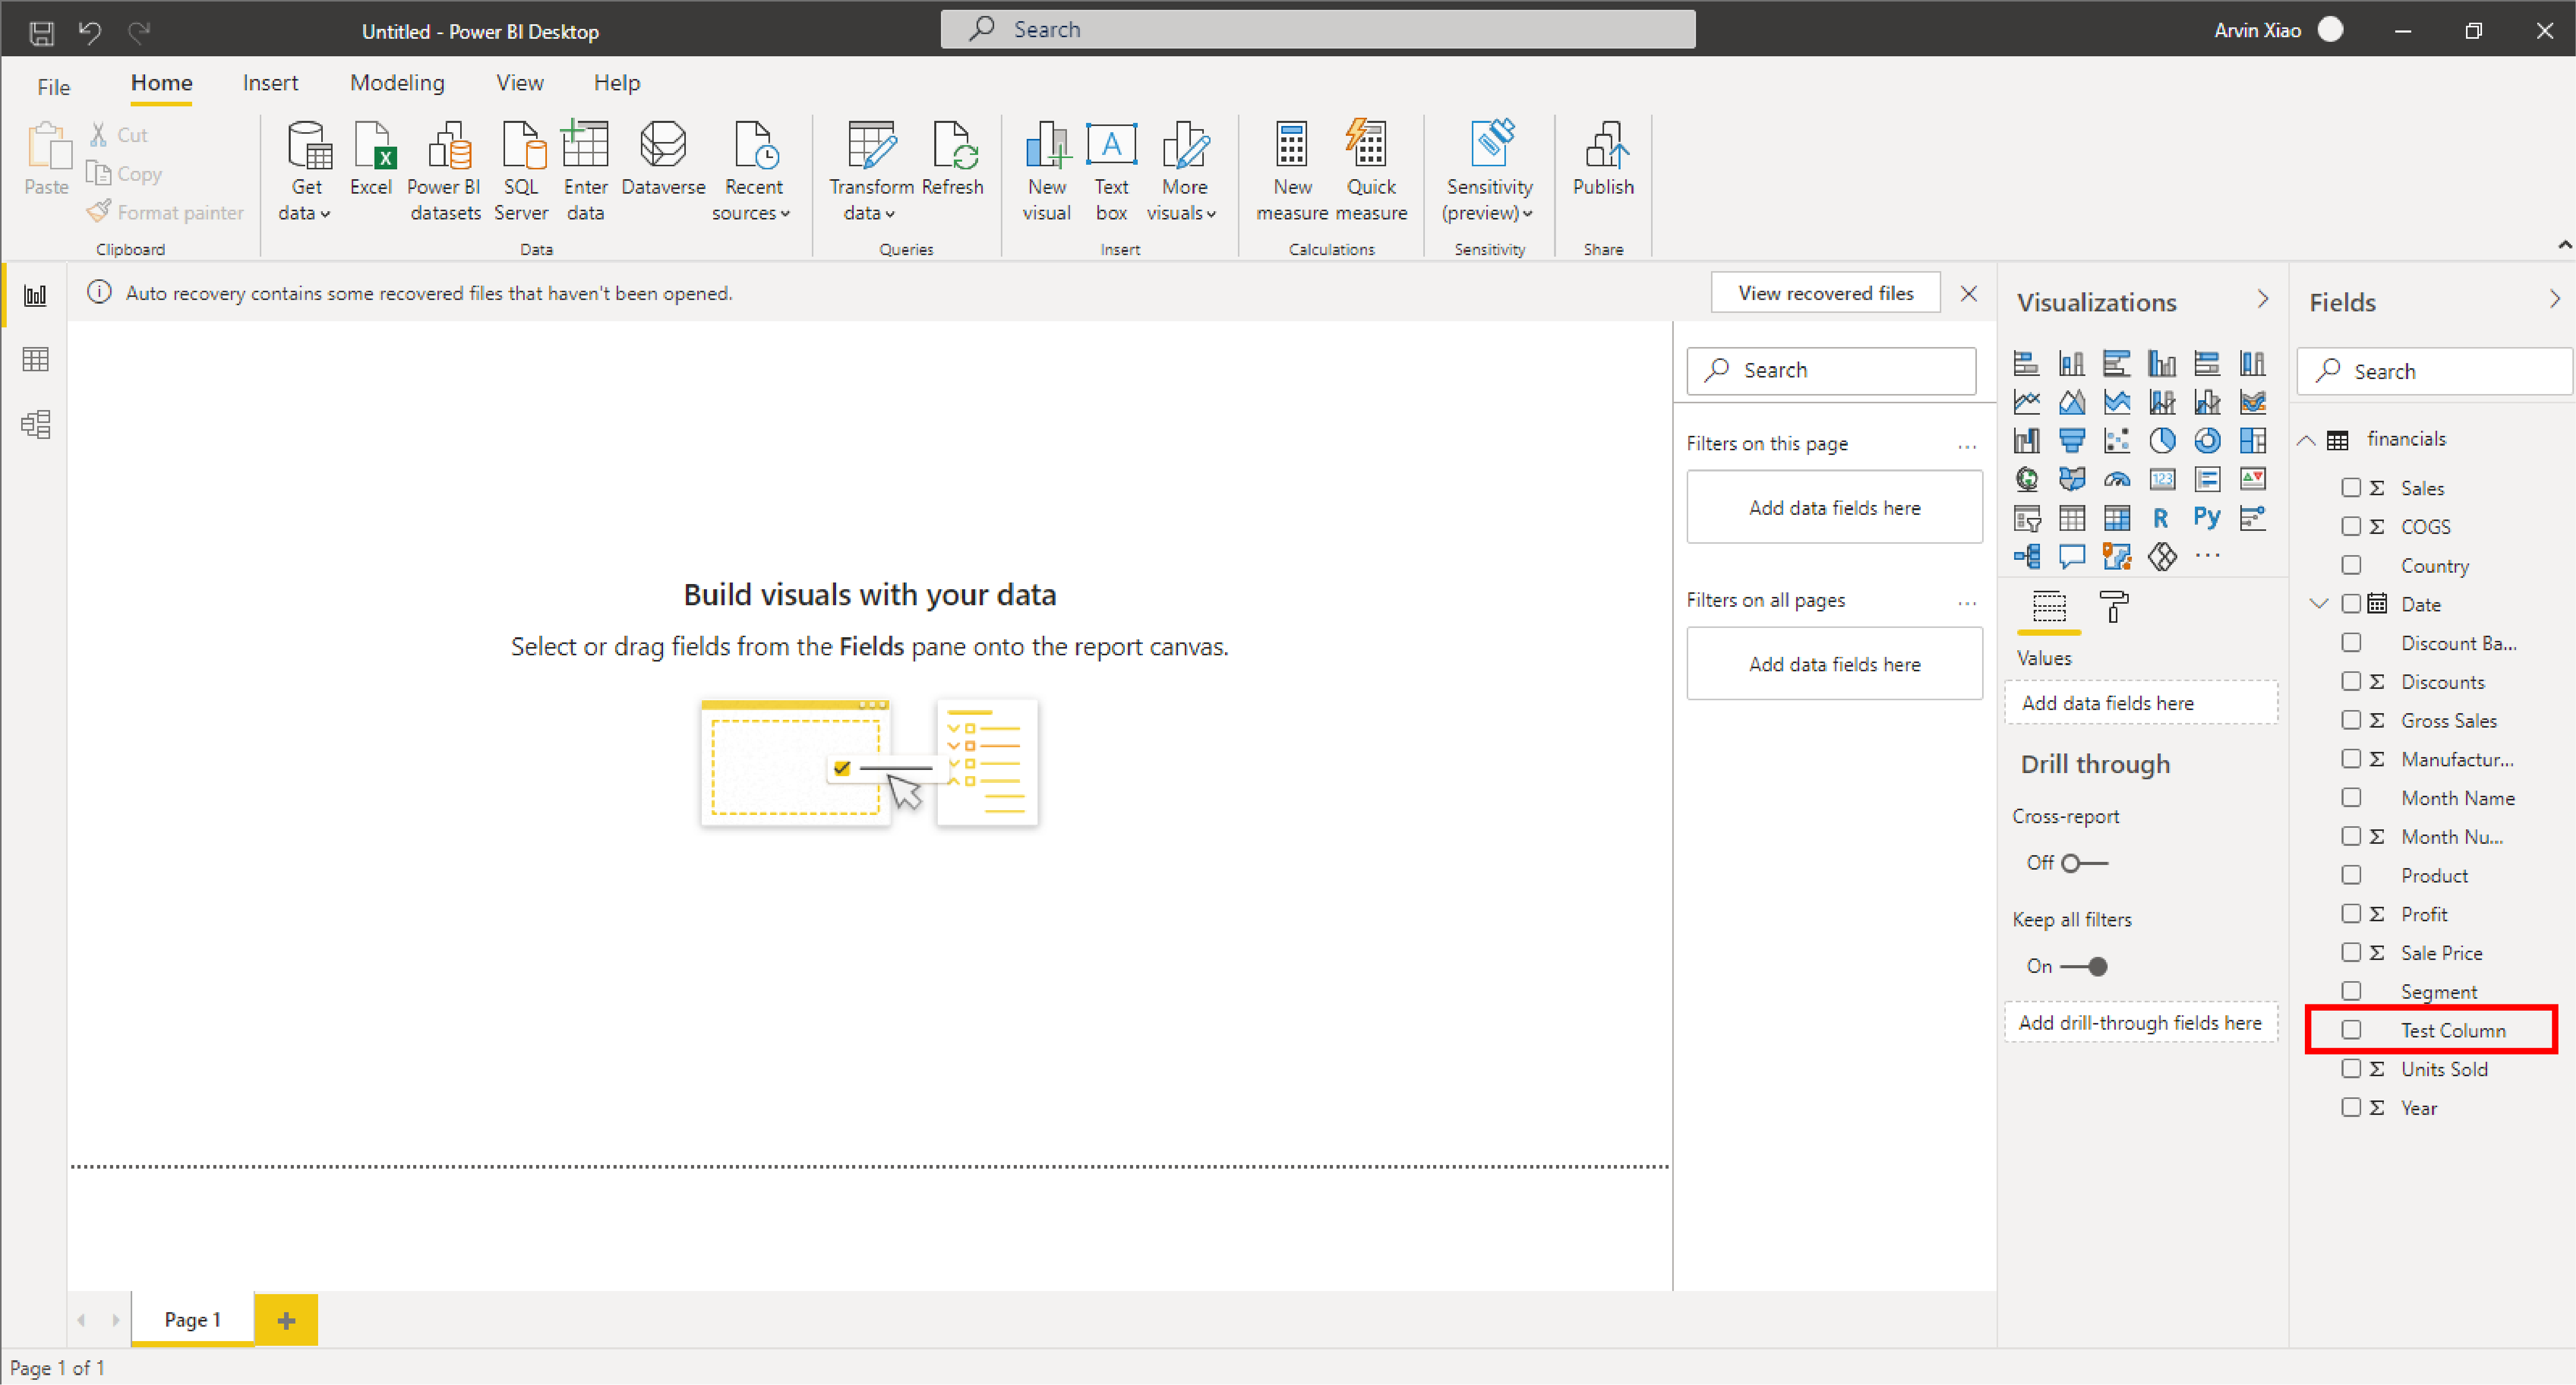 Untitled - Power BI Desktop
Search
Arvin Xiao
File
Home
Insert
Modeling
View
Help
Paste
Cut
Copy
Format painter
Clipboard
Get data
Excel
Power BI datasets
SQL Server
Enter data
Dataverse
Recent sources
Data
Transform data
Refresh
Queries
New visual
Text box
More visuals
Insert
New measure
Quick measure
Calculations
Sensitivity (preview)
Sensitivity
Publish
Share
Auto recovery contains some recovered files that haven't been opened.
View recovered files
Build visuals with your data
Select or drag fields from the Fields pane onto the report canvas.
Search
Filters on this page
...
Add data fields here
Filters on all pages
...
Add data fields here
Visualizations
123
R
Py
...
Values
Add data fields here
Drill through
Cross-report
Off
Keep all filters
On
Add drill-through fields here
Fields
Search
financials
Σ Sales
Σ COGS
Country
Date
Discount Ba...
Σ Discounts
Σ Gross Sales
Σ Manufactur...
Month Name
Σ Month Nu...
Product
Σ Profit
Σ Sale Price
Segment
Test Column
Σ Units Sold
Σ Year
Page 1
Page 1 of 1